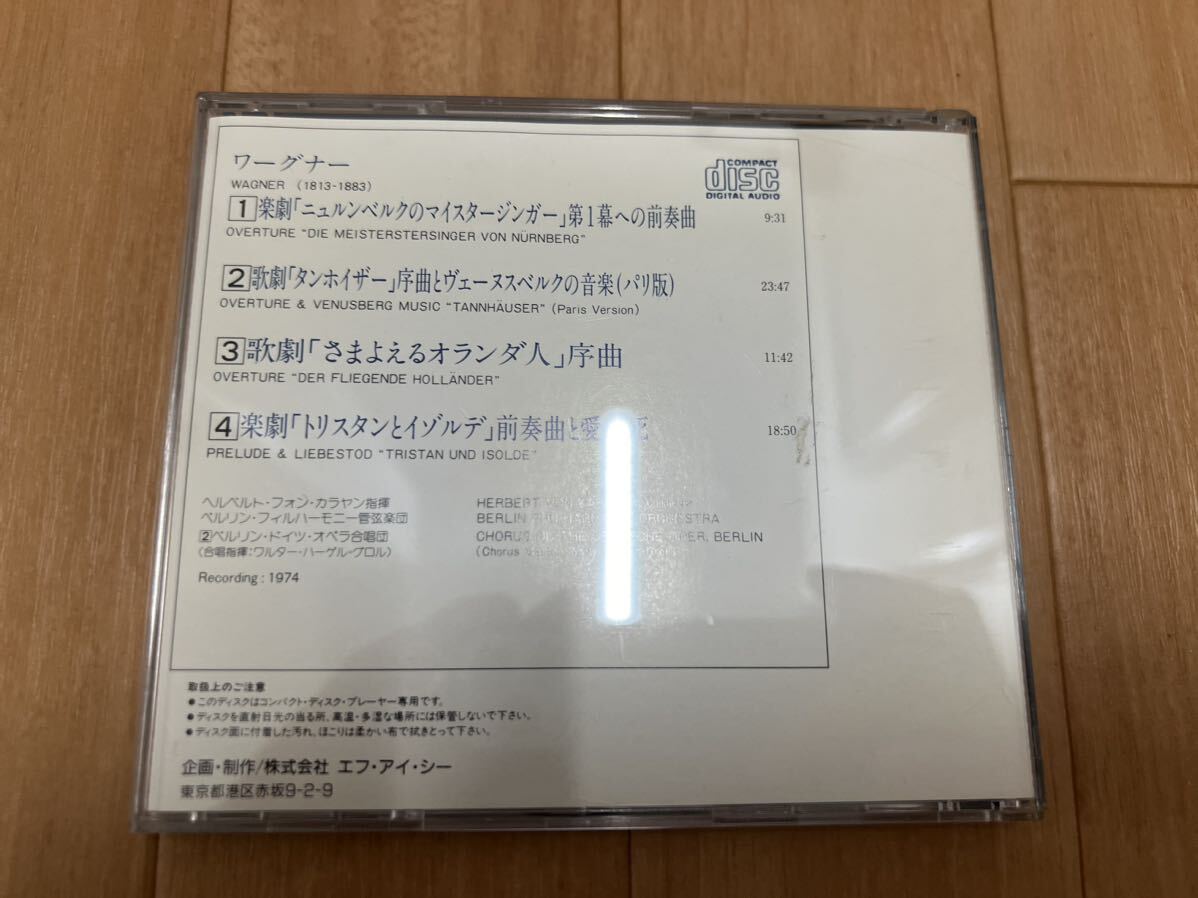 ワーグナー
WAGNER (1813-1883)
COMPACT
disc
DIGITAL AUDIO
1 楽劇「ニュルンベルクのマイスタージンガー」第1幕への前奏曲 9:31
OVERTURE "DIE MEISTERSTERSINGER VON NÜRNBERG"
2 歌劇「タンホイザー」序曲とヴェーヌスベルクの音楽(パリ版) 23:47
OVERTURE & VENUSBERG MUSIC "TANNHÄUSER" (Paris Version)
3 歌劇「さまよえるオランダ人」序曲 11:42
OVERTURE "DER FLIEGENDE HOLLÄNDER"
4 楽劇「トリスタンとイゾルデ」前奏曲と愛 死 18:50
PRELUDE & LIEBESTOD "TRISTAN UND ISOLDE"
ヘルベルト・フォン・カラヤン指揮 HERBERT
ベルリン・フィルハーモニー管弦楽団 BERLIN
2 ベルリン・ドイツ・オペラ合唱団 CHORUS OPER, BERLIN
(合唱指揮:ワルター・ハーゲル・グロル) (Chorus
Recording : 1974
取扱上のご注意
●このディスクはコンパクト・ディスク・プレーヤー専用です。
●ディスクを直射日光の当る所、高温・多湿な場所には保管しないで下さい。
●ディスク面に付着した汚れ、ほこりは柔かい布で拭きとって下さい。
企画・制作/株式会社 エフ・アイ・シー
東京都港区赤坂9-2-9